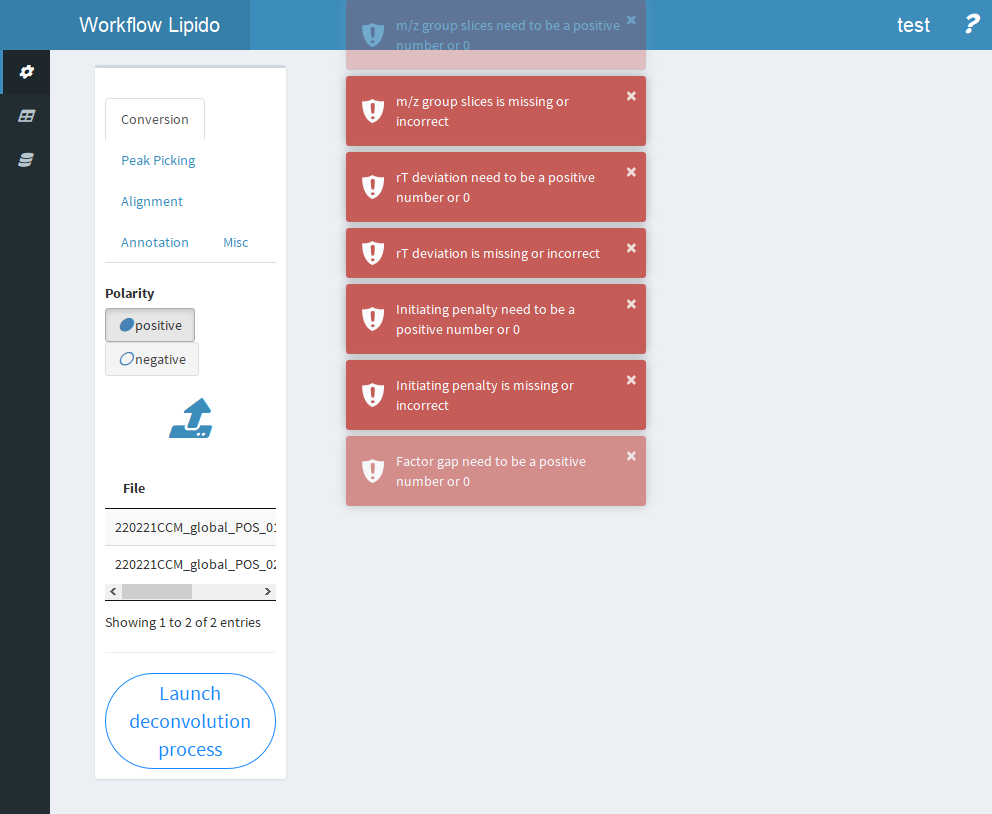 Workflow Lipido
test
?
Conversion
Peak Picking
Alignment
Annotation
Misc
Polarity
positive
negative
File
220221CCM_global_POS_01
220221CCM_global_POS_02
Showing 1 to 2 of 2 entries
Launch
deconvolution
process
m/z group slices need to be a positive
number or 0
×
m/z group slices is missing or
incorrect
×
rT deviation need to be a positive
number or 0
×
rT deviation is missing or incorrect
×
Initiating penalty need to be a
positive number or 0
×
Initiating penalty is missing or
incorrect
×
Factor gap need to be a positive
number or 0
×